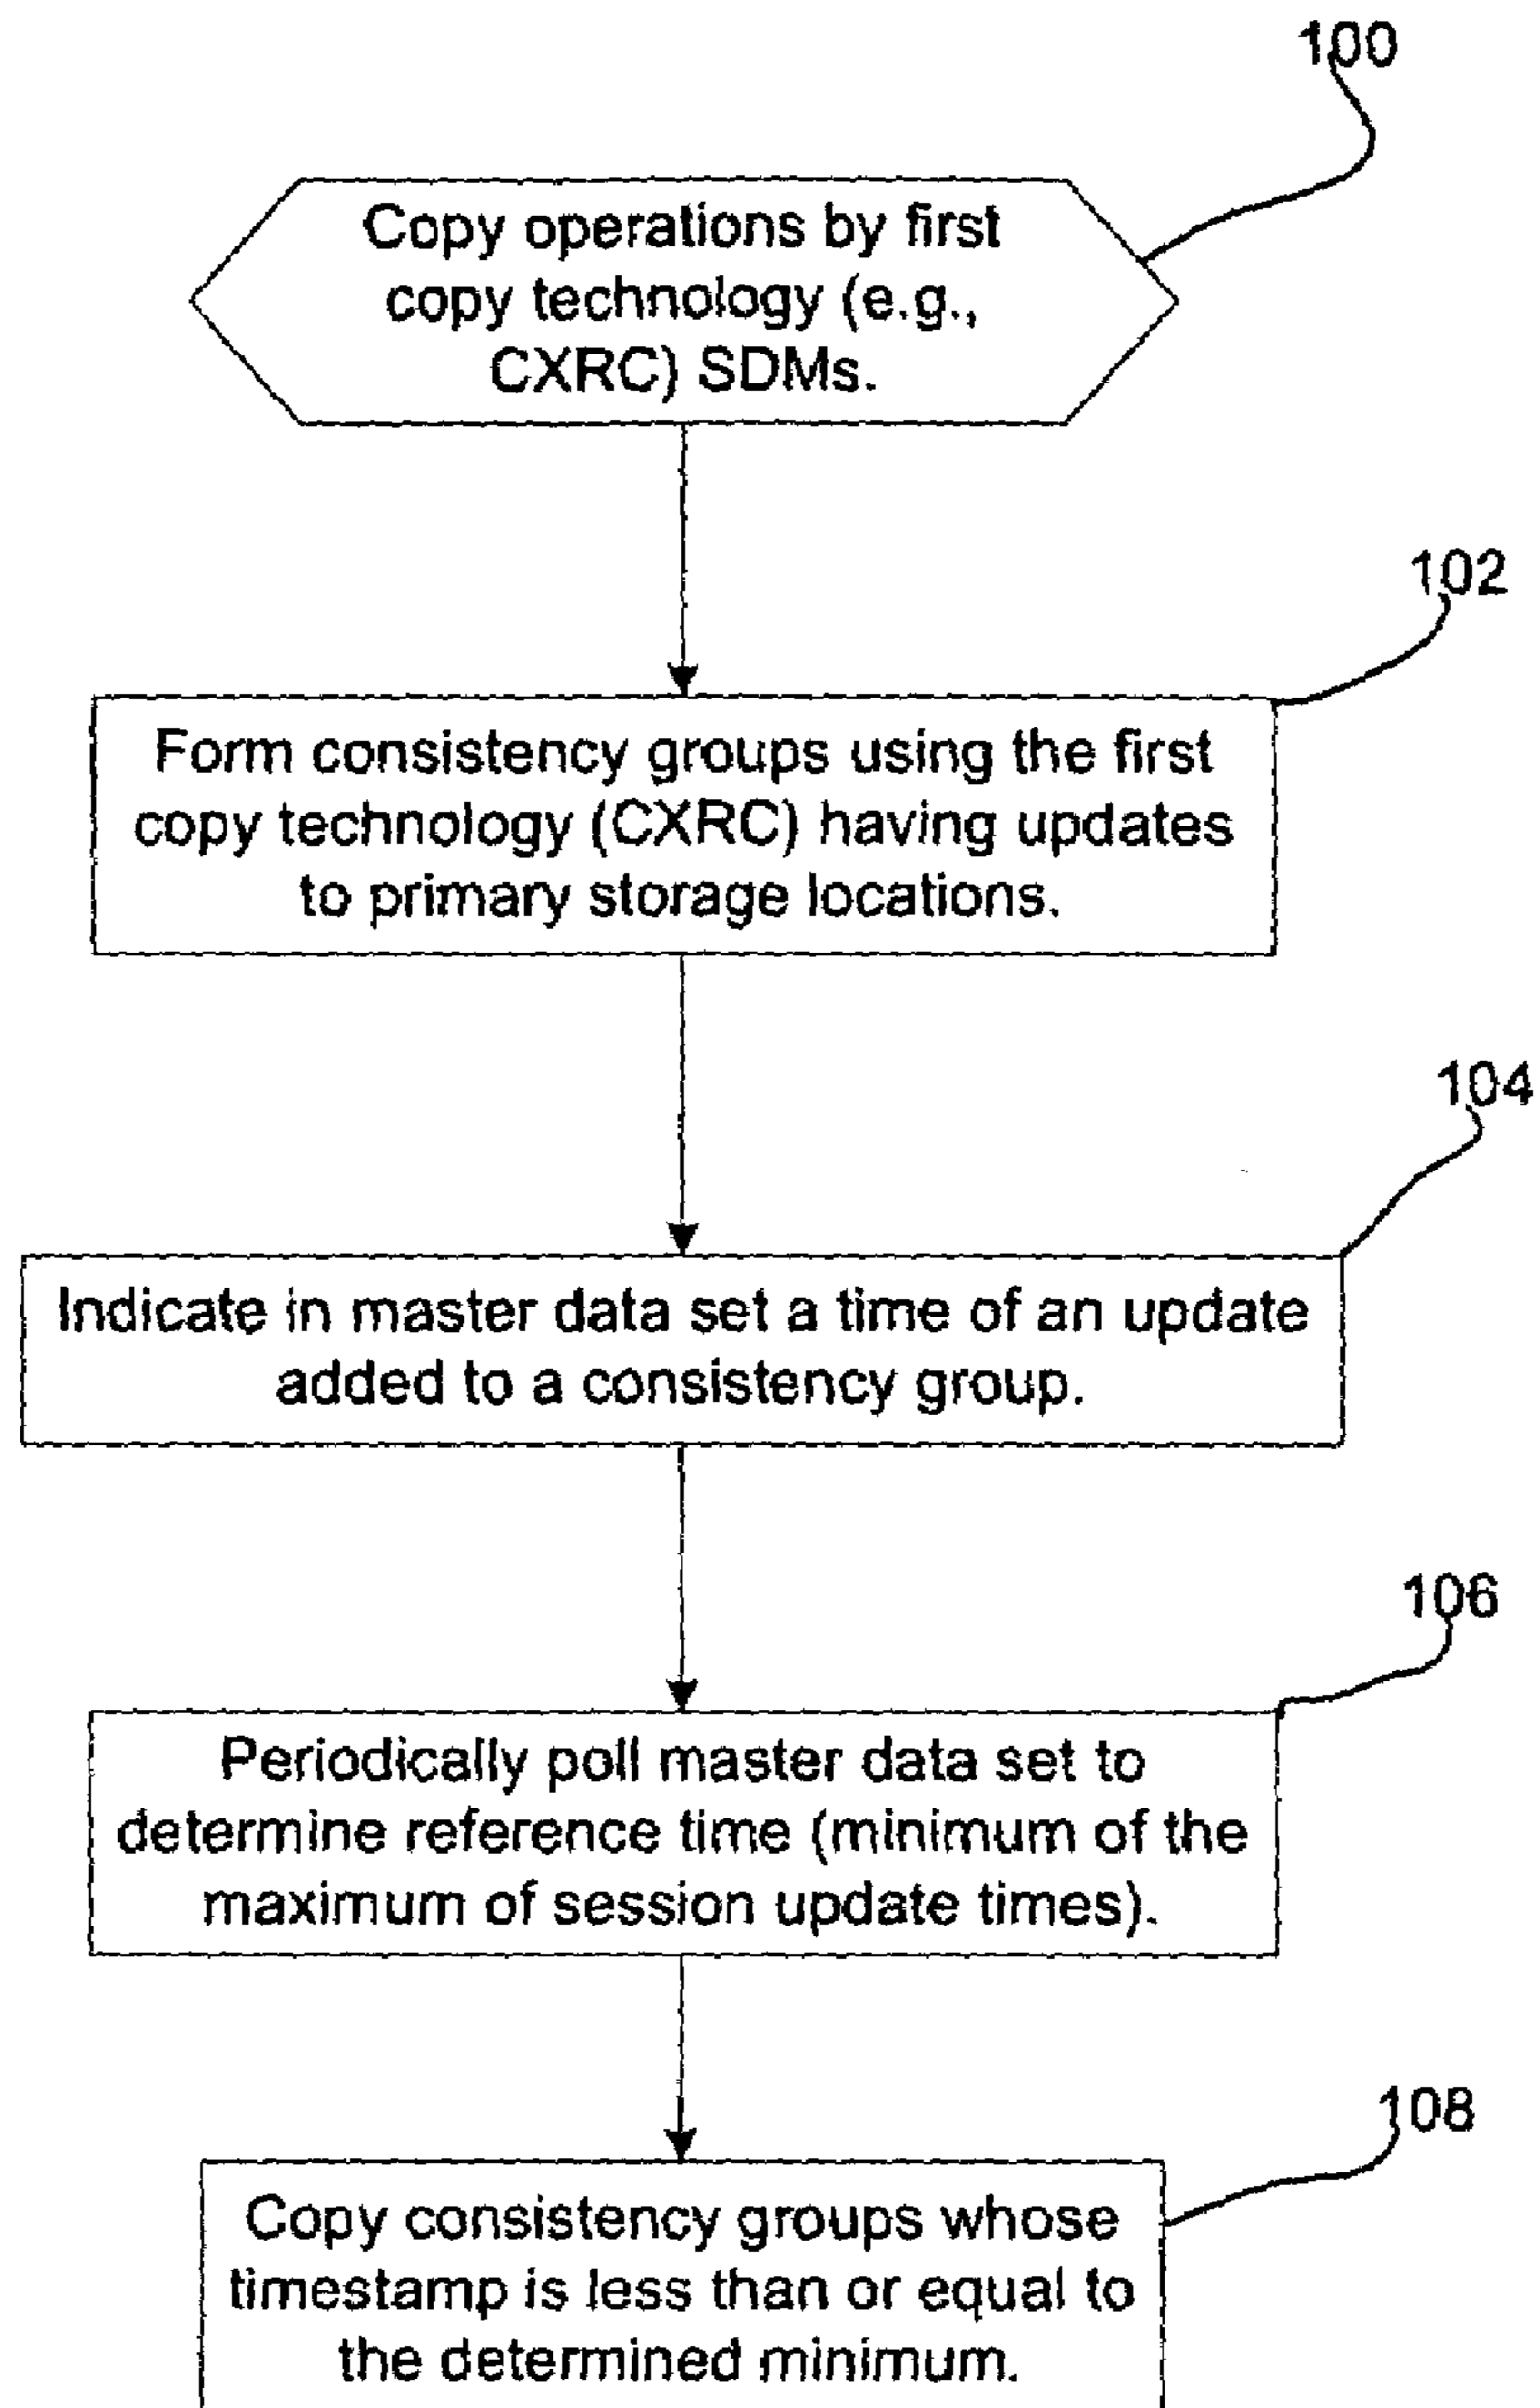 100
Copy operations by first
copy technology (e.g.,
CXRC) SDMs.
102
Form consistency groups using the first
copy technology (CXRC) having updates
to primary storage locations.
104
Indicate in master data set a time of an update
added to a consistency group.
106
Periodically poll master data set to
determine reference time (minimum of the
maximum of session update times).
108
Copy consistency groups whose
timestamp is less than or equal to
the determined minimum.